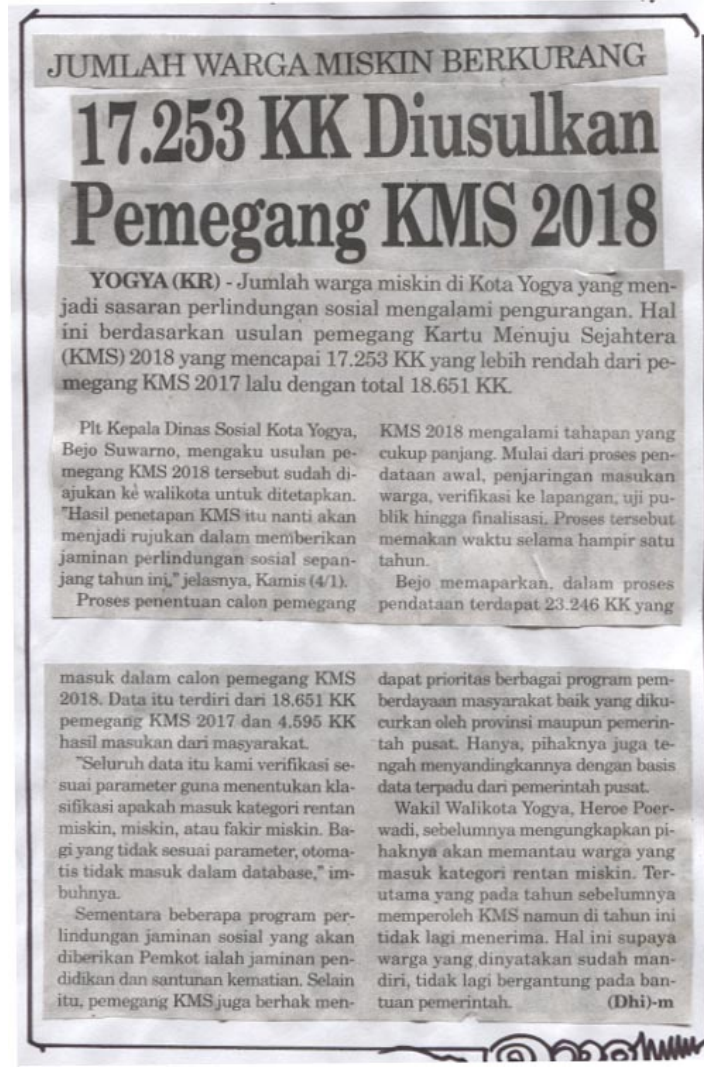 JUMLAH WARGA MISKIN BERKURANG
17.253 KK Diusulkan
Pemegang KMS 2018
YOGYA (KR) - Jumlah warga miskin di Kota Yogya yang men-
jadi sasaran perlindungan sosial mengalami pengurangan. Hal
ini berdasarkan usulan pemegang Kartu Menuju Sejahtera
(KMS) 2018 yang mencapai 17.253 KK yang lebih rendah dari pe-
megang KMS 2017 lalu dengan total 18.651 KK.
Plt Kepala Dinas Sosial Kota Yogya,
Bejo Suwarno, mengaku usulan pe-
megang KMS 2018 tersebut sudah di-
ajukan ke walikota untuk ditetapkan.
"Hasil penetapan KMS itu nanti akan
menjadi rujukan dalam memberikan
jaminan perlindungan sosial sepan-
jang tahun ini," jelasnya, Kamis (4/1).
Proses penentuan calon pemegang
KMS 2018 mengalami tahapan yang
cukup panjang. Mulai dari proses pen-
dataan awal, penjaringan masukan
warga, verifikasi ke lapangan, uji pu-
blik hingga finalisasi. Proses tersebut
memakan waktu selama hampir satu
tahun.
Bejo memaparkan, dalam proses
pendataan terdapat 23.246 KK yang
masuk dalam calon pemegang KMS
2018. Data itu terdiri dari 18.651 KK
pemegang KMS 2017 dan 4.595 KK
hasil masukan dari masyarakat.
"Seluruh data itu kami verifikasi se-
suai parameter guna menentukan kla-
sifikasi apakah masuk kategori rentan
miskin, miskin, atau fakir miskin. Ba-
gi yang tidak sesuai parameter, otoma-
tis tidak masuk dalam database," im-
buhnya.
Sementara beberapa program per-
lindungan jaminan sosial yang akan
diberikan Pemkot ialah jaminan pen-
didikan dan santunan kematian. Selain
itu, pemegang KMS juga berhak men-
dapat prioritas berbagai program pem-
berdayaan masyarakat baik yang diku-
curkan oleh provinsi maupun pemerin-
tah pusat. Hanya, pihaknya juga te-
ngah menyandingkannya dengan basis
data terpadu dari pemerintah pusat.
Wakil Walikota Yogya, Heroe Poer-
wadi, sebelumnya mengungkapkan pi-
haknya akan memantau warga yang
masuk kategori rentan miskin. Ter-
utama yang pada tahun sebelumnya
memperoleh KMS namun di tahun ini
tidak lagi menerima. Hal ini supaya
warga yang dinyatakan sudah man-
diri, tidak lagi bergantung pada ban-
tuan pemerintah. (Dhi)-m